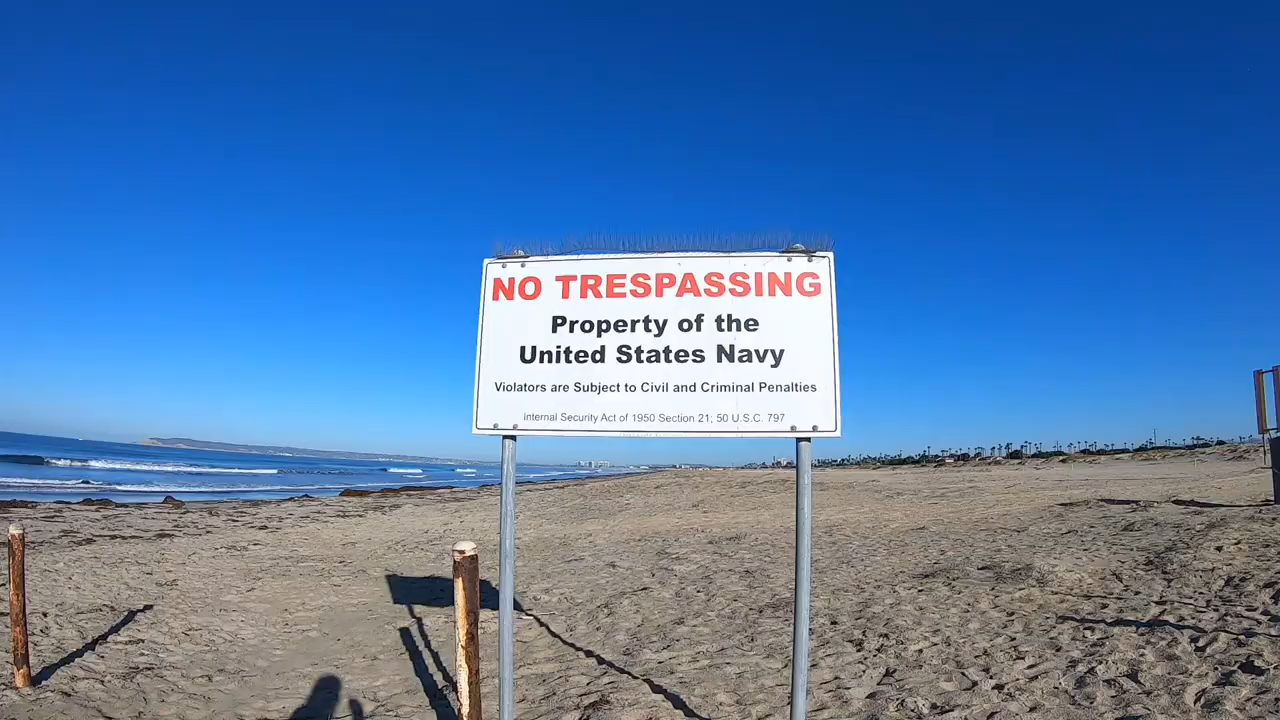 NO TRESPASSING
Property of the
United States Navy
Violators are Subject to Civil and Criminal Penalties
Internal Security Act of 1950 Section 21; 50 U.S.C. 797